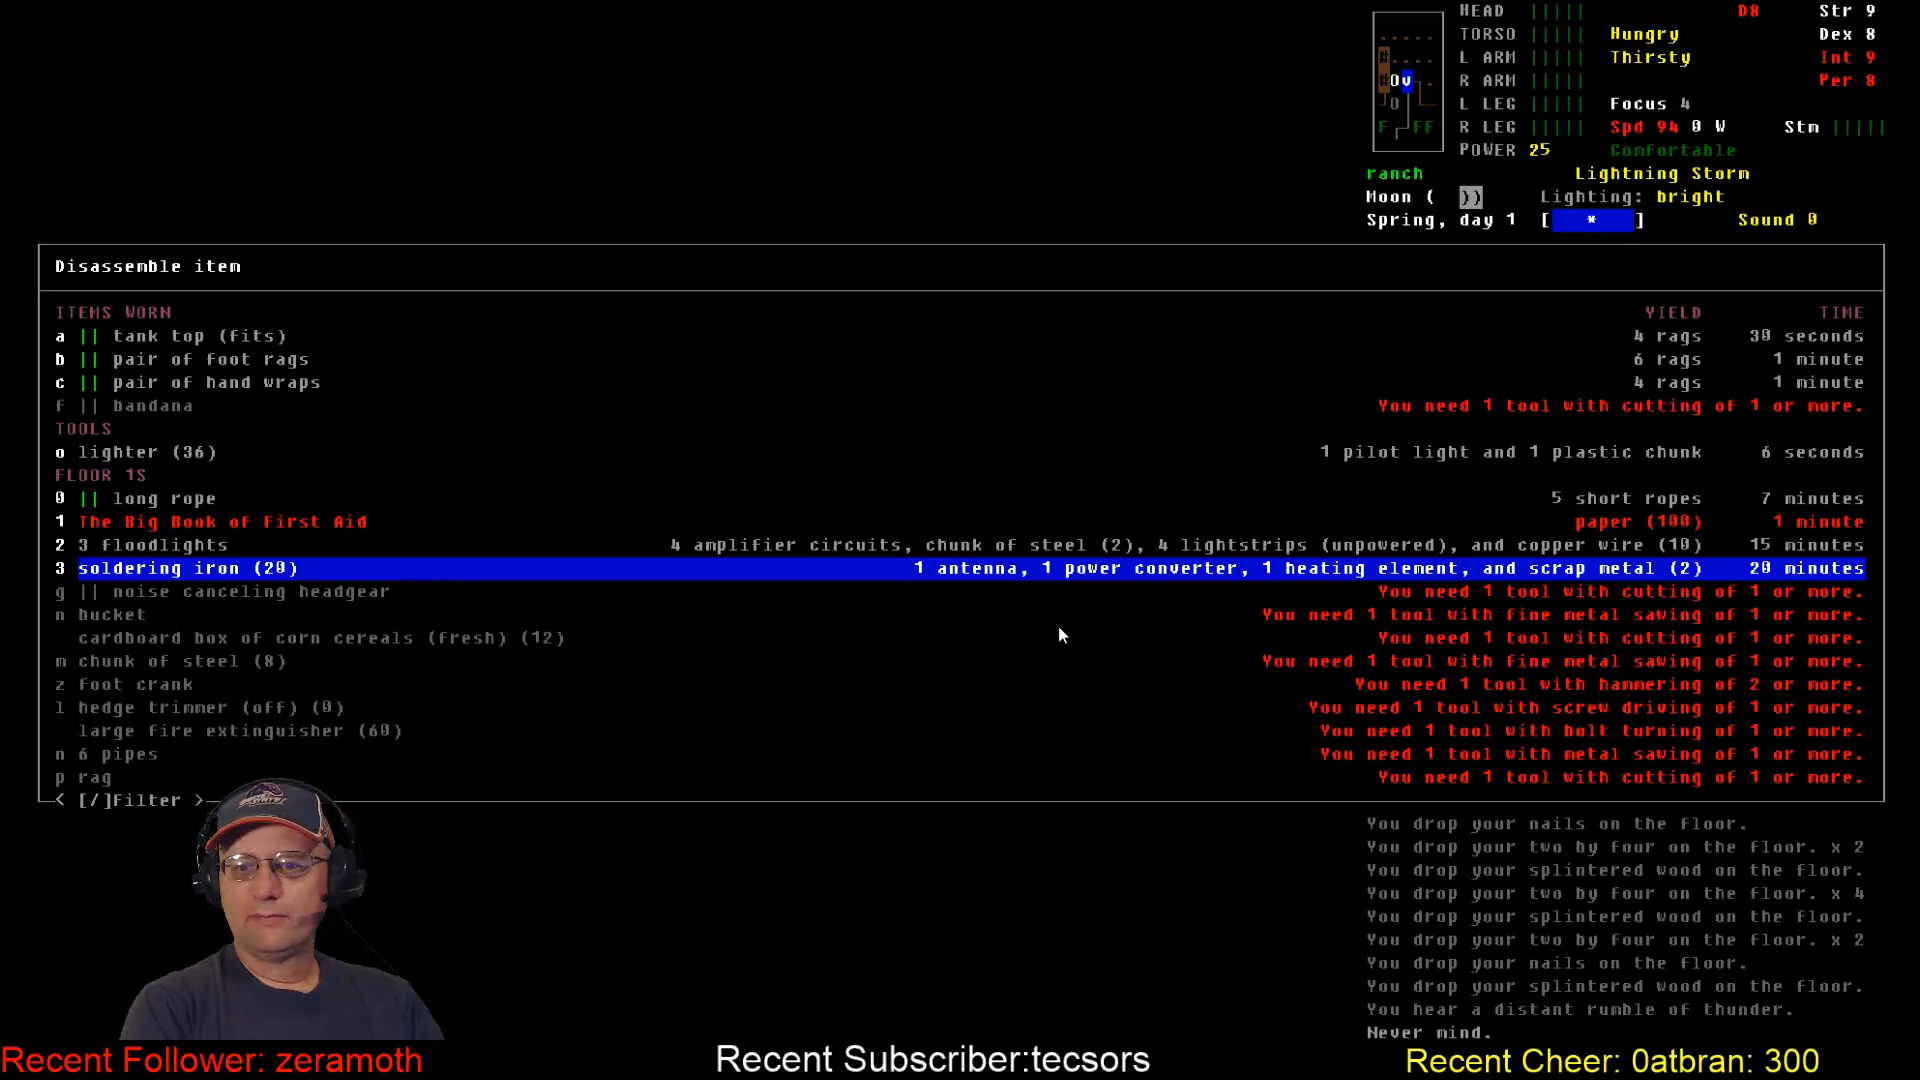 HEAD ||||| D8 Str 9
TORSO ||||| Hungry Dex 8
L ARM ||||| Thirsty Int 9
R ARM ||||| Per 8
L LEG ||||| Focus 4
R LEG ||||| Spd 94 0 W Stm |||||
POWER 25 Comfortable
ranch Lightning Storm
Moon ( )) Lighting: bright
Spring, day 1 [ * ] Sound 0
Disassemble item
ITEMS WORN YIELD TIME
a || tank top (fits) 4 rags 30 seconds
b || pair of foot rags 6 rags 1 minute
c || pair of hand wraps 4 rags 1 minute
f || bandana You need 1 tool with cutting of 1 or more.
TOOLS
o lighter (36) 1 pilot light and 1 plastic chunk 6 seconds
FLOOR 1S
0 || long rope 5 short ropes 7 minutes
1 The Big Book of First Aid paper (100) 1 minute
2 3 floodlights 4 amplifier circuits, chunk of steel (2), 4 lightstrips (unpowered), and copper wire (10) 15 minutes
3 soldering iron (20) 1 antenna, 1 power converter, 1 heating element, and scrap metal (2) 20 minutes
g || noise canceling headgear You need 1 tool with cutting of 1 or more.
n bucket You need 1 tool with fine metal sawing of 1 or more.
cardboard box of corn cereals (fresh) (12) You need 1 tool with cutting of 1 or more.
m chunk of steel (8) You need 1 tool with fine metal sawing of 1 or more.
z foot crank You need 1 tool with hammering of 2 or more.
l hedge trimmer (off) (0) You need 1 tool with screw driving of 1 or more.
large fire extinguisher (60) You need 1 tool with bolt turning of 1 or more.
n 6 pipes You need 1 tool with metal sawing of 1 or more.
p rag You need 1 tool with cutting of 1 or more.
< [/]Filter >
You drop your nails on the floor.
You drop your two by four on the floor. x 2
You drop your splintered wood on the floor.
You drop your two by four on the floor. x 4
You drop your splintered wood on the floor.
You drop your two by four on the floor. x 2
You drop your nails on the floor.
You drop your splintered wood on the floor.
You hear a distant rumble of thunder.
Never mind.
Recent Follower: zeramoth
Recent Subscriber:tecsors
Recent Cheer: 0atbran: 300